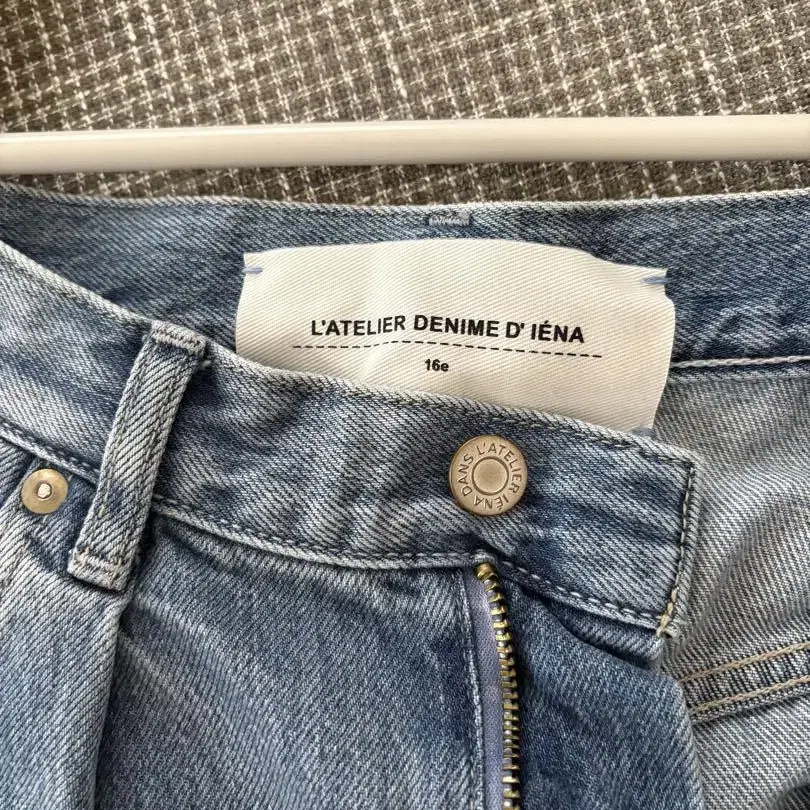 L'ATELIER DENIME D' IÉNA
16e
DANS L'ATELIER IÉNA